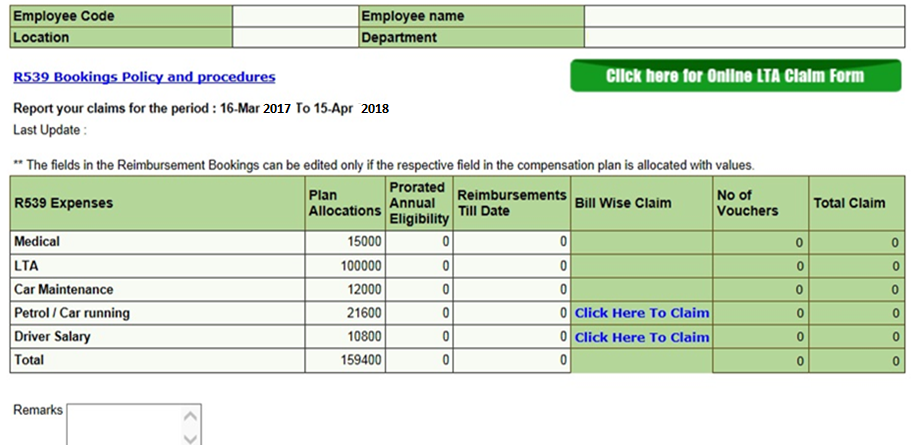 Employee Code Employee name
Location Department
R539 Bookings Policy and procedures Click here for Online LTA Claim Form
Report your claims for the period : 16-Mar 2017 To 15-Apr 2018
Last Update :
** The fields in the Reimbursement Bookings can be edited only if the respective field in the compensation plan is allocated with values.
R539 Expenses Plan Allocations Prorated Annual Eligibility Reimbursements Till Date Bill Wise Claim No of Vouchers Total Claim
Medical 15000 0 0 0 0
LTA 100000 0 0 0 0
Car Maintenance 12000 0 0 0 0
Petrol / Car running 21600 0 0 Click Here To Claim 0 0
Driver Salary 10800 0 0 Click Here To Claim 0 0
Total 159400 0 0 0 0
Remarks